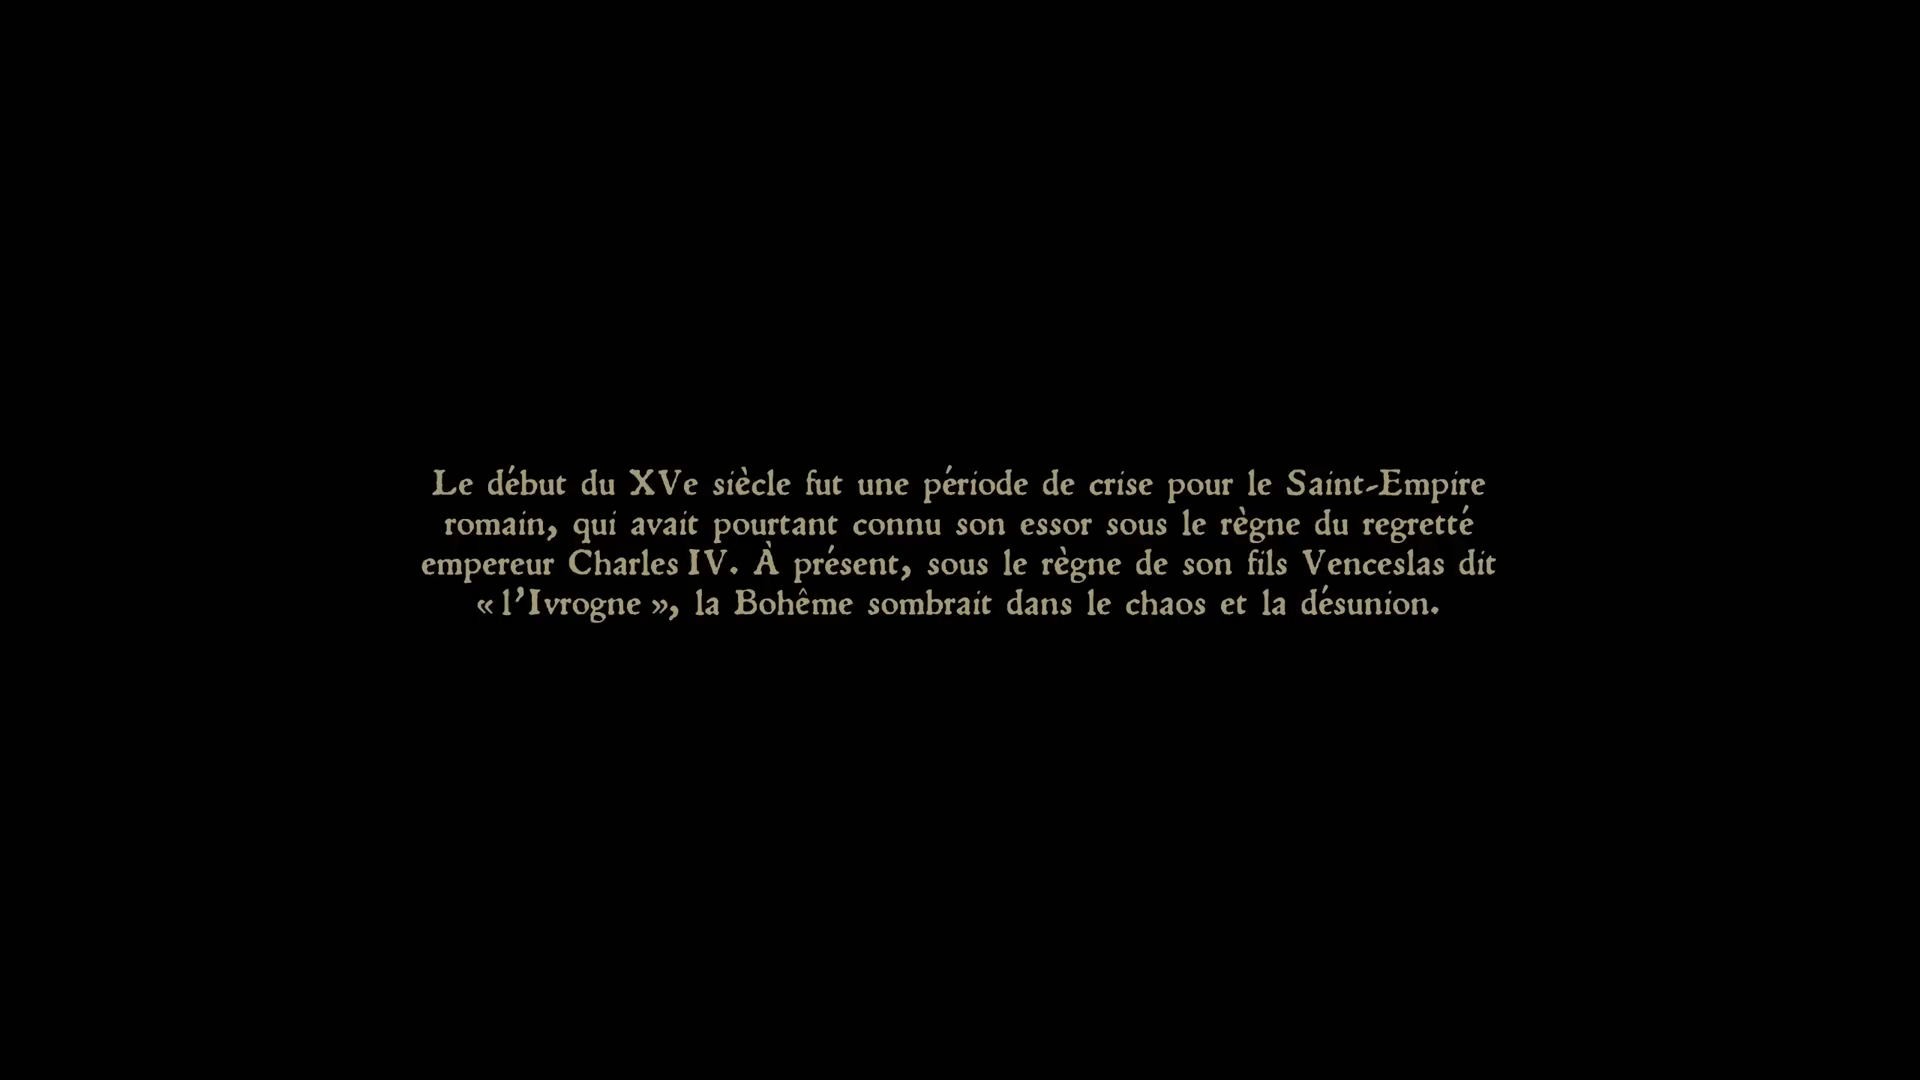 Le début du XVe siècle fut une période de crise pour le Saint-Empire
romain, qui avait pourtant connu son essor sous le règne du regretté
empereur Charles IV. À présent, sous le règne de son fils Venceslas dit
« l’Ivrogne », la Bohême sombrait dans le chaos et la désunion.